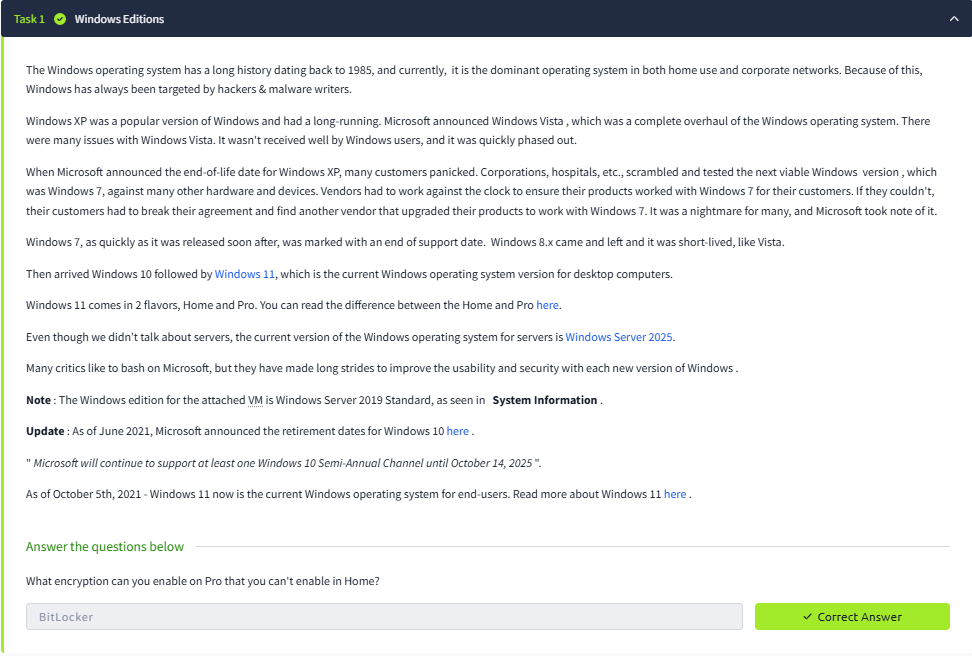 Task 1 Windows Editions
The Windows operating system has a long history dating back to 1985, and currently, it is the dominant operating system in both home use and corporate networks. Because of this,
Windows has always been targeted by hackers & malware writers.
Windows XP was a popular version of Windows and had a long-running. Microsoft announced Windows Vista , which was a complete overhaul of the Windows operating system. There
were many issues with Windows Vista. It wasn't received well by Windows users, and it was quickly phased out.
When Microsoft announced the end-of-life date for Windows XP, many customers panicked. Corporations, hospitals, etc., scrambled and tested the next viable Windows version , which
was Windows 7, against many other hardware and devices. Vendors had to work against the clock to ensure their products worked with Windows 7 for their customers. If they couldn't,
their customers had to break their agreement and find another vendor that upgraded their products to work with Windows 7. It was a nightmare for many, and Microsoft took note of it.
Windows 7, as quickly as it was released soon after, was marked with an end of support date. Windows 8.x came and left and it was short-lived, like Vista.
Then arrived Windows 10 followed by Windows 11, which is the current Windows operating system version for desktop computers.
Windows 11 comes in 2 flavors, Home and Pro. You can read the difference between the Home and Pro here.
Even though we didn't talk about servers, the current version of the Windows operating system for servers is Windows Server 2025.
Many critics like to bash on Microsoft, but they have made long strides to improve the usability and security with each new version of Windows .
Note : The Windows edition for the attached VM is Windows Server 2019 Standard, as seen in System Information .
Update : As of June 2021, Microsoft announced the retirement dates for Windows 10 here .
" Microsoft will continue to support at least one Windows 10 Semi-Annual Channel until October 14, 2025 ".
As of October 5th, 2021 - Windows 11 now is the current Windows operating system for end-users. Read more about Windows 11 here .
Answer the questions below
What encryption can you enable on Pro that you can't enable in Home?
BitLocker
Correct Answer